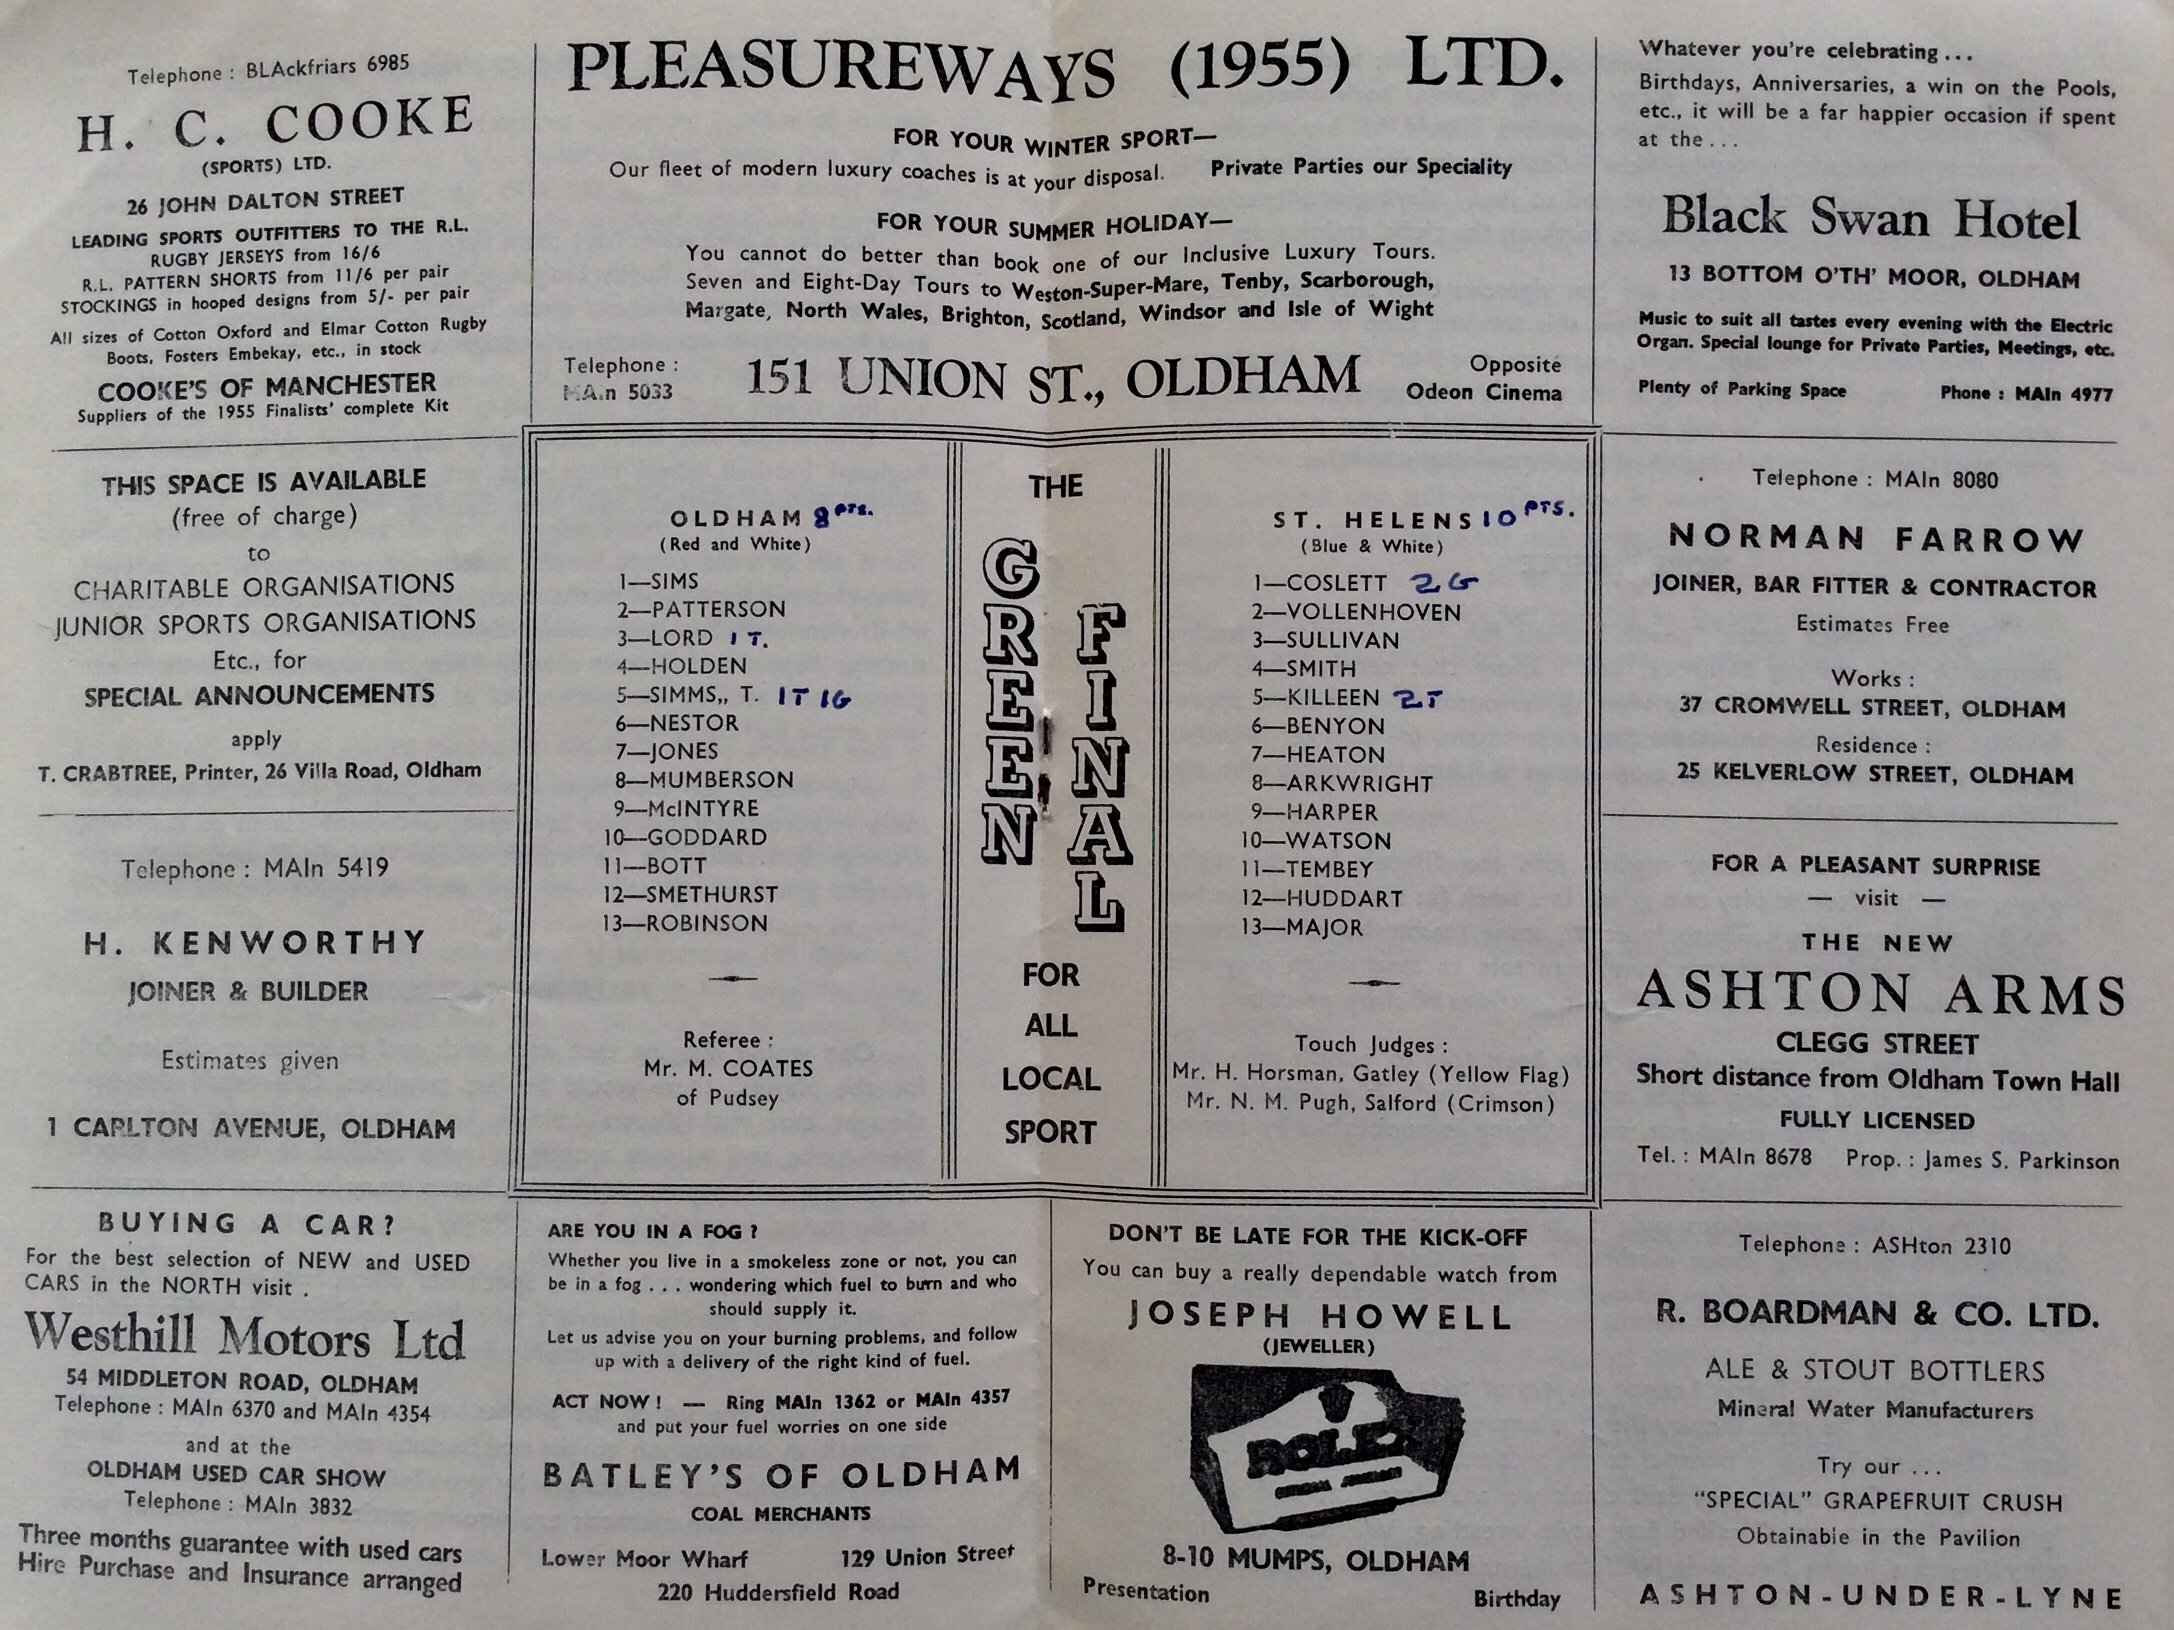 Telephone : BLAckfriars 6985
H. C. COOKE
(SPORTS) LTD.
26 JOHN DALTON STREET
LEADING SPORTS OUTFITTERS TO THE R.L.
RUGBY JERSEYS from 16/6
R.L. PATTERN SHORTS from 11/6 per pair
STOCKINGS in hooped designs from 5/- per pair
All sizes of Cotton Oxford and Elmar Cotton Rugby
Boots, Fosters Embekay, etc., in stock
COOKE'S OF MANCHESTER
Suppliers of the 1955 Finalists' complete Kit
PLEASUREWAYS (1955) LTD.
FOR YOUR WINTER SPORT—
Our fleet of modern luxury coaches is at your disposal. Private Parties our Speciality
FOR YOUR SUMMER HOLIDAY—
You cannot do better than book one of our Inclusive Luxury Tours.
Seven and Eight-Day Tours to Weston-Super-Mare, Tenby, Scarborough,
Margate, North Wales, Brighton, Scotland, Windsor and Isle of Wight
Telephone :
MAin 5033
151 UNION ST., OLDHAM
Opposite
Odeon Cinema
Whatever you're celebrating ...
Birthdays, Anniversaries, a win on the Pools,
etc., it will be a far happier occasion if spent
at the ...
Black Swan Hotel
13 BOTTOM O'TH' MOOR, OLDHAM
Music to suit all tastes every evening with the Electric
Organ. Special lounge for Private Parties, Meetings, etc.
Plenty of Parking Space Phone : MAIn 4977
THIS SPACE IS AVAILABLE
(free of charge)
to
CHARITABLE ORGANISATIONS
JUNIOR SPORTS ORGANISATIONS
Etc., for
SPECIAL ANNOUNCEMENTS
apply
T. CRABTREE, Printer, 26 Villa Road, Oldham
Telephone : MAIn 5419
H. KENWORTHY
JOINER & BUILDER
Estimates given
1 CARLTON AVENUE, OLDHAM
OLDHAM 8 PTS.
(Red and White)
1—SIMS
2—PATTERSON
3—LORD 1 T.
4—HOLDEN
5—SIMMS,, T. 1T 1G
6—NESTOR
7—JONES
8—MUMBERSON
9—McINTYRE
10—GODDARD
11—BOTT
12—SMETHURST
13—ROBINSON
Referee :
Mr. M. COATES
of Pudsey
THE
GREEN
FINAL
FOR
ALL
LOCAL
SPORT
ST. HELENS 10 PTS.
(Blue & White)
1—COSLETT 2G
2—VOLLENHOVEN
3—SULLIVAN
4—SMITH
5—KILLEEN 2T
6—BENYON
7—HEATON
8—ARKWRIGHT
9—HARPER
10—WATSON
11—TEMBEY
12—HUDDART
13—MAJOR
Touch Judges :
Mr. H. Horsman, Gatley (Yellow Flag)
Mr. N. M. Pugh, Salford (Crimson)
Telephone : MAIn 8080
NORMAN FARROW
JOINER, BAR FITTER & CONTRACTOR
Estimates Free
Works :
37 CROMWELL STREET, OLDHAM
Residence :
25 KELVERLOW STREET, OLDHAM
FOR A PLEASANT SURPRISE
— visit —
THE NEW
ASHTON ARMS
CLEGG STREET
Short distance from Oldham Town Hall
FULLY LICENSED
Tel. : MAIn 8678 Prop. : James S. Parkinson
BUYING A CAR?
For the best selection of NEW and USED
CARS in the NORTH visit .
Westhill Motors Ltd
54 MIDDLETON ROAD, OLDHAM
Telephone : MAIn 6370 and MAIn 4354
and at the
OLDHAM USED CAR SHOW
Telephone : MAIn 3832
Three months guarantee with used cars
Hire Purchase and Insurance arranged
ARE YOU IN A FOG ?
Whether you live in a smokeless zone or not, you can
be in a fog . . . wondering which fuel to burn and who
should supply it.
Let us advise you on your burning problems, and follow
up with a delivery of the right kind of fuel.
ACT NOW ! — Ring MAIn 1362 or MAIn 4357
and put your fuel worries on one side
BATLEY'S OF OLDHAM
COAL MERCHANTS
Lower Moor Wharf 129 Union Street
220 Huddersfield Road
DON'T BE LATE FOR THE KICK-OFF
You can buy a really dependable watch from
JOSEPH HOWELL
(JEWELLER)
ROLEX
8-10 MUMPS, OLDHAM
Presentation Birthday
Telephone : ASHton 2310
R. BOARDMAN & CO. LTD.
ALE & STOUT BOTTLERS
Mineral Water Manufacturers
Try our ...
"SPECIAL" GRAPEFRUIT CRUSH
Obtainable in the Pavilion
ASHTON-UNDER-LYNE